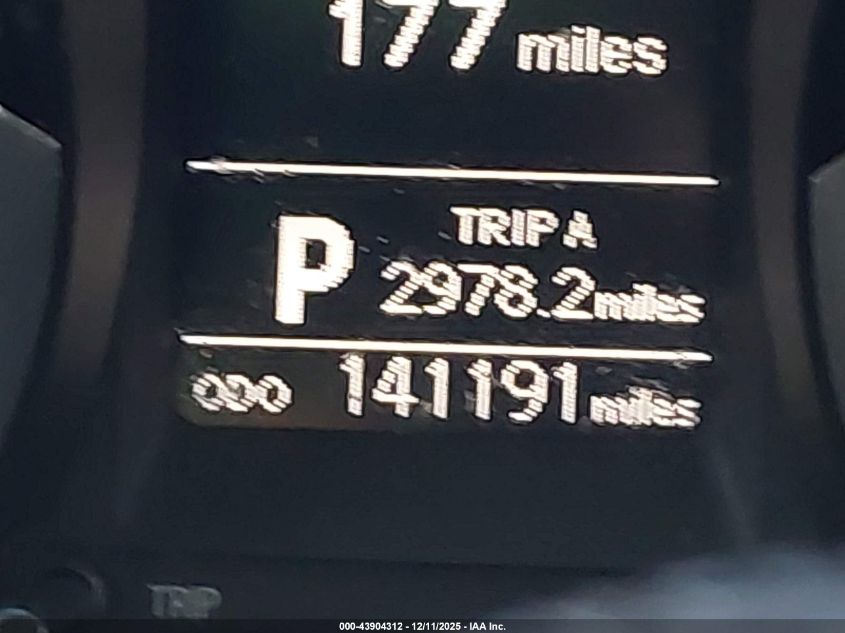 177 miles
TRIP A
P 2978.2 miles
ODO 141191 miles
TRIP
000-43904312 - 12/11/2025 - IAA Inc.